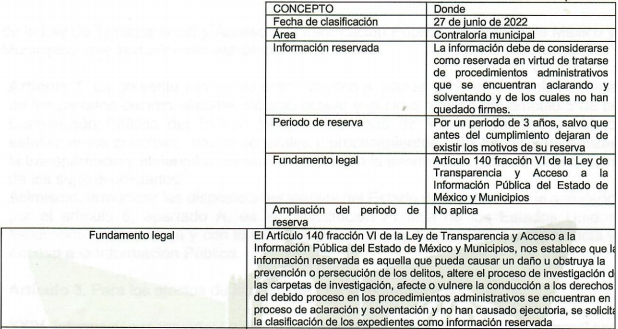 CONCEPTO Donde
Fecha de clasificación 27 de junio de 2022
Área Contraloría municipal
Información reservada La información debe de considerarse
como reservada en virtud de tratarse
de procedimientos administrativos
que se encuentran aclarando y
solventando y de los cuales no han
quedado firmes.
Periodo de reserva Por un periodo de 3 años, salvo que
antes del cumplimiento dejaran de
existir los motivos de su reserva
Fundamento legal Artículo 140 fracción VI de la Ley de
Transparencia y Acceso a la
Información Pública del Estado de
México y Municipios
Ampliación del periodo de No aplica
reserva
Fundamento legal El Artículo 140 fracción VI de la Ley de Transparencia y Acceso a la
Información Pública del Estado de México y Municipios, nos establece que la
información reservada es aquella que pueda causar un daño u obstruya la
prevención o persecución de los delitos, altere el proceso de investigación d
las carpetas de investigación, afecte o vulnere la conducción a los derechos
del debido proceso en los procedimientos administrativos se encuentran en
proceso de aclaración y solventación y no han causado ejecutoria, se solicita
la clasificación de los expedientes como información reservada